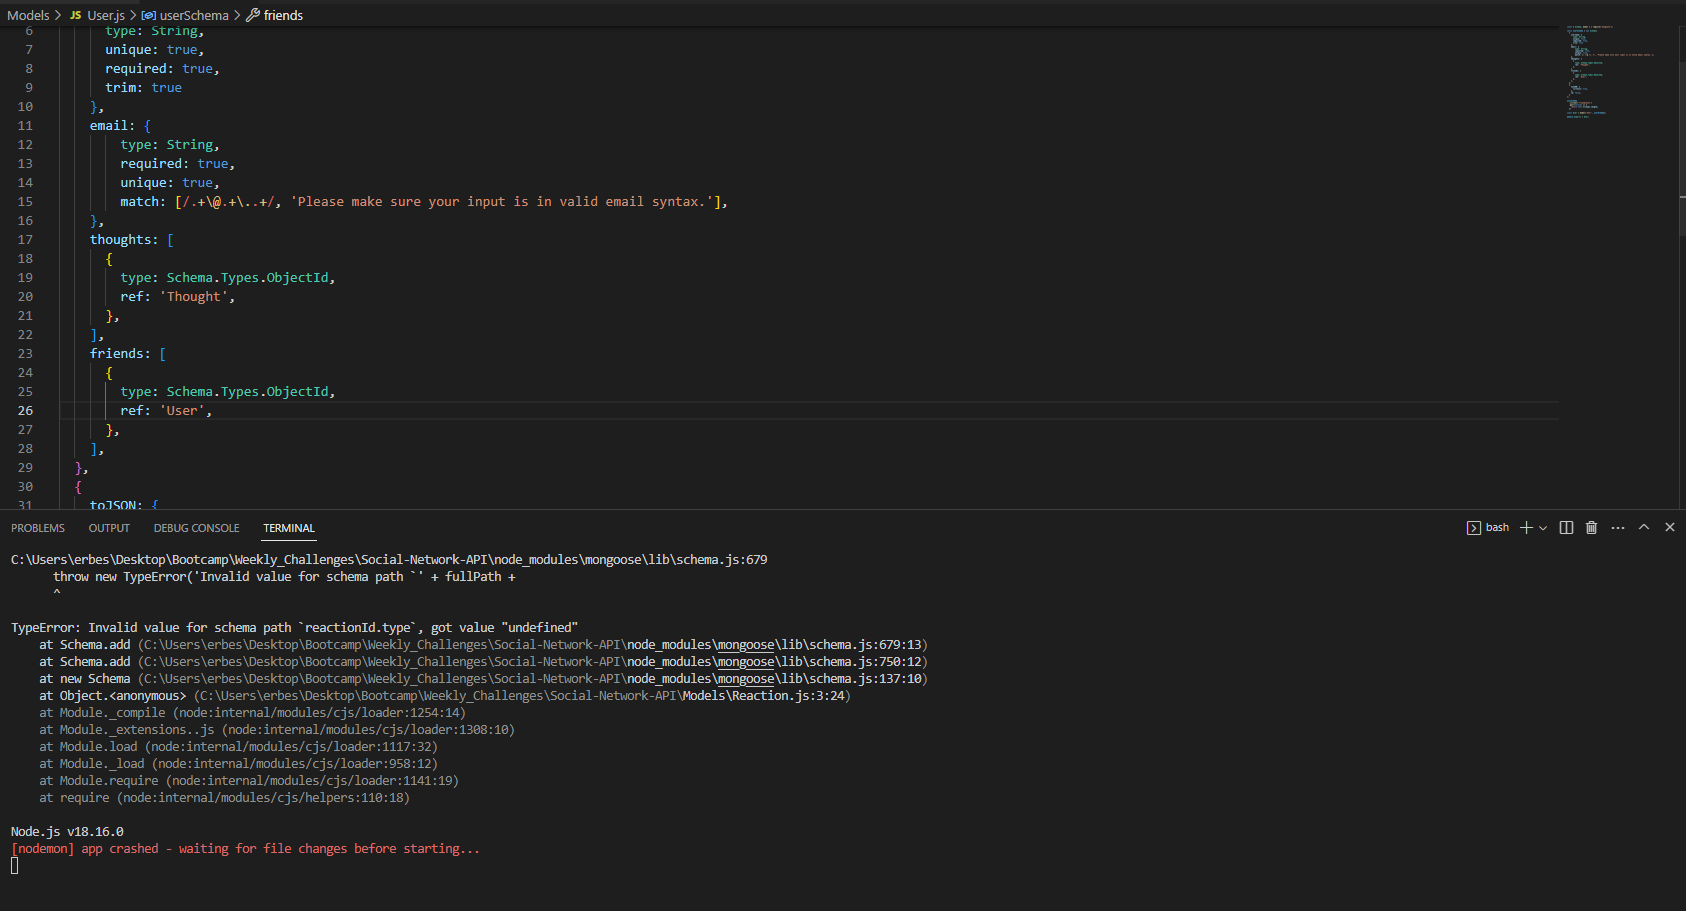 Models > JS User.js > userSchema > friends
6 type: String,
7 unique: true,
8 required: true,
9 trim: true
10 },
11 email: {
12 type: String,
13 required: true,
14 unique: true,
15 match: [/.+\@.+\..+/, 'Please make sure your input is in valid email syntax.'],
16 },
17 thoughts: [
18 {
19 type: Schema.Types.ObjectId,
20 ref: 'Thought',
21 },
22 ],
23 friends: [
24 {
25 type: Schema.Types.ObjectId,
26 ref: 'User',
27 },
28 ],
29 },
30 {
31 toJSON: {
PROBLEMS OUTPUT DEBUG CONSOLE TERMINAL bash
C:\Users\erbes\Desktop\Bootcamp\Weekly_Challenges\Social-Network-API\node_modules\mongoose\lib\schema.js:679
throw new TypeError('Invalid value for schema path `' + fullPath +
^
TypeError: Invalid value for schema path `reactionId.type`, got value "undefined"
at Schema.add (C:\Users\erbes\Desktop\Bootcamp\Weekly_Challenges\Social-Network-API\node_modules\mongoose\lib\schema.js:679:13)
at Schema.add (C:\Users\erbes\Desktop\Bootcamp\Weekly_Challenges\Social-Network-API\node_modules\mongoose\lib\schema.js:750:12)
at new Schema (C:\Users\erbes\Desktop\Bootcamp\Weekly_Challenges\Social-Network-API\node_modules\mongoose\lib\schema.js:137:10)
at Object.<anonymous> (C:\Users\erbes\Desktop\Bootcamp\Weekly_Challenges\Social-Network-API\Models\Reaction.js:3:24)
at Module._compile (node:internal/modules/cjs/loader:1254:14)
at Module._extensions..js (node:internal/modules/cjs/loader:1308:10)
at Module.load (node:internal/modules/cjs/loader:1117:32)
at Module._load (node:internal/modules/cjs/loader:958:12)
at Module.require (node:internal/modules/cjs/loader:1141:19)
at require (node:internal/modules/cjs/helpers:110:18)
Node.js v18.16.0
[nodemon] app crashed - waiting for file changes before starting...